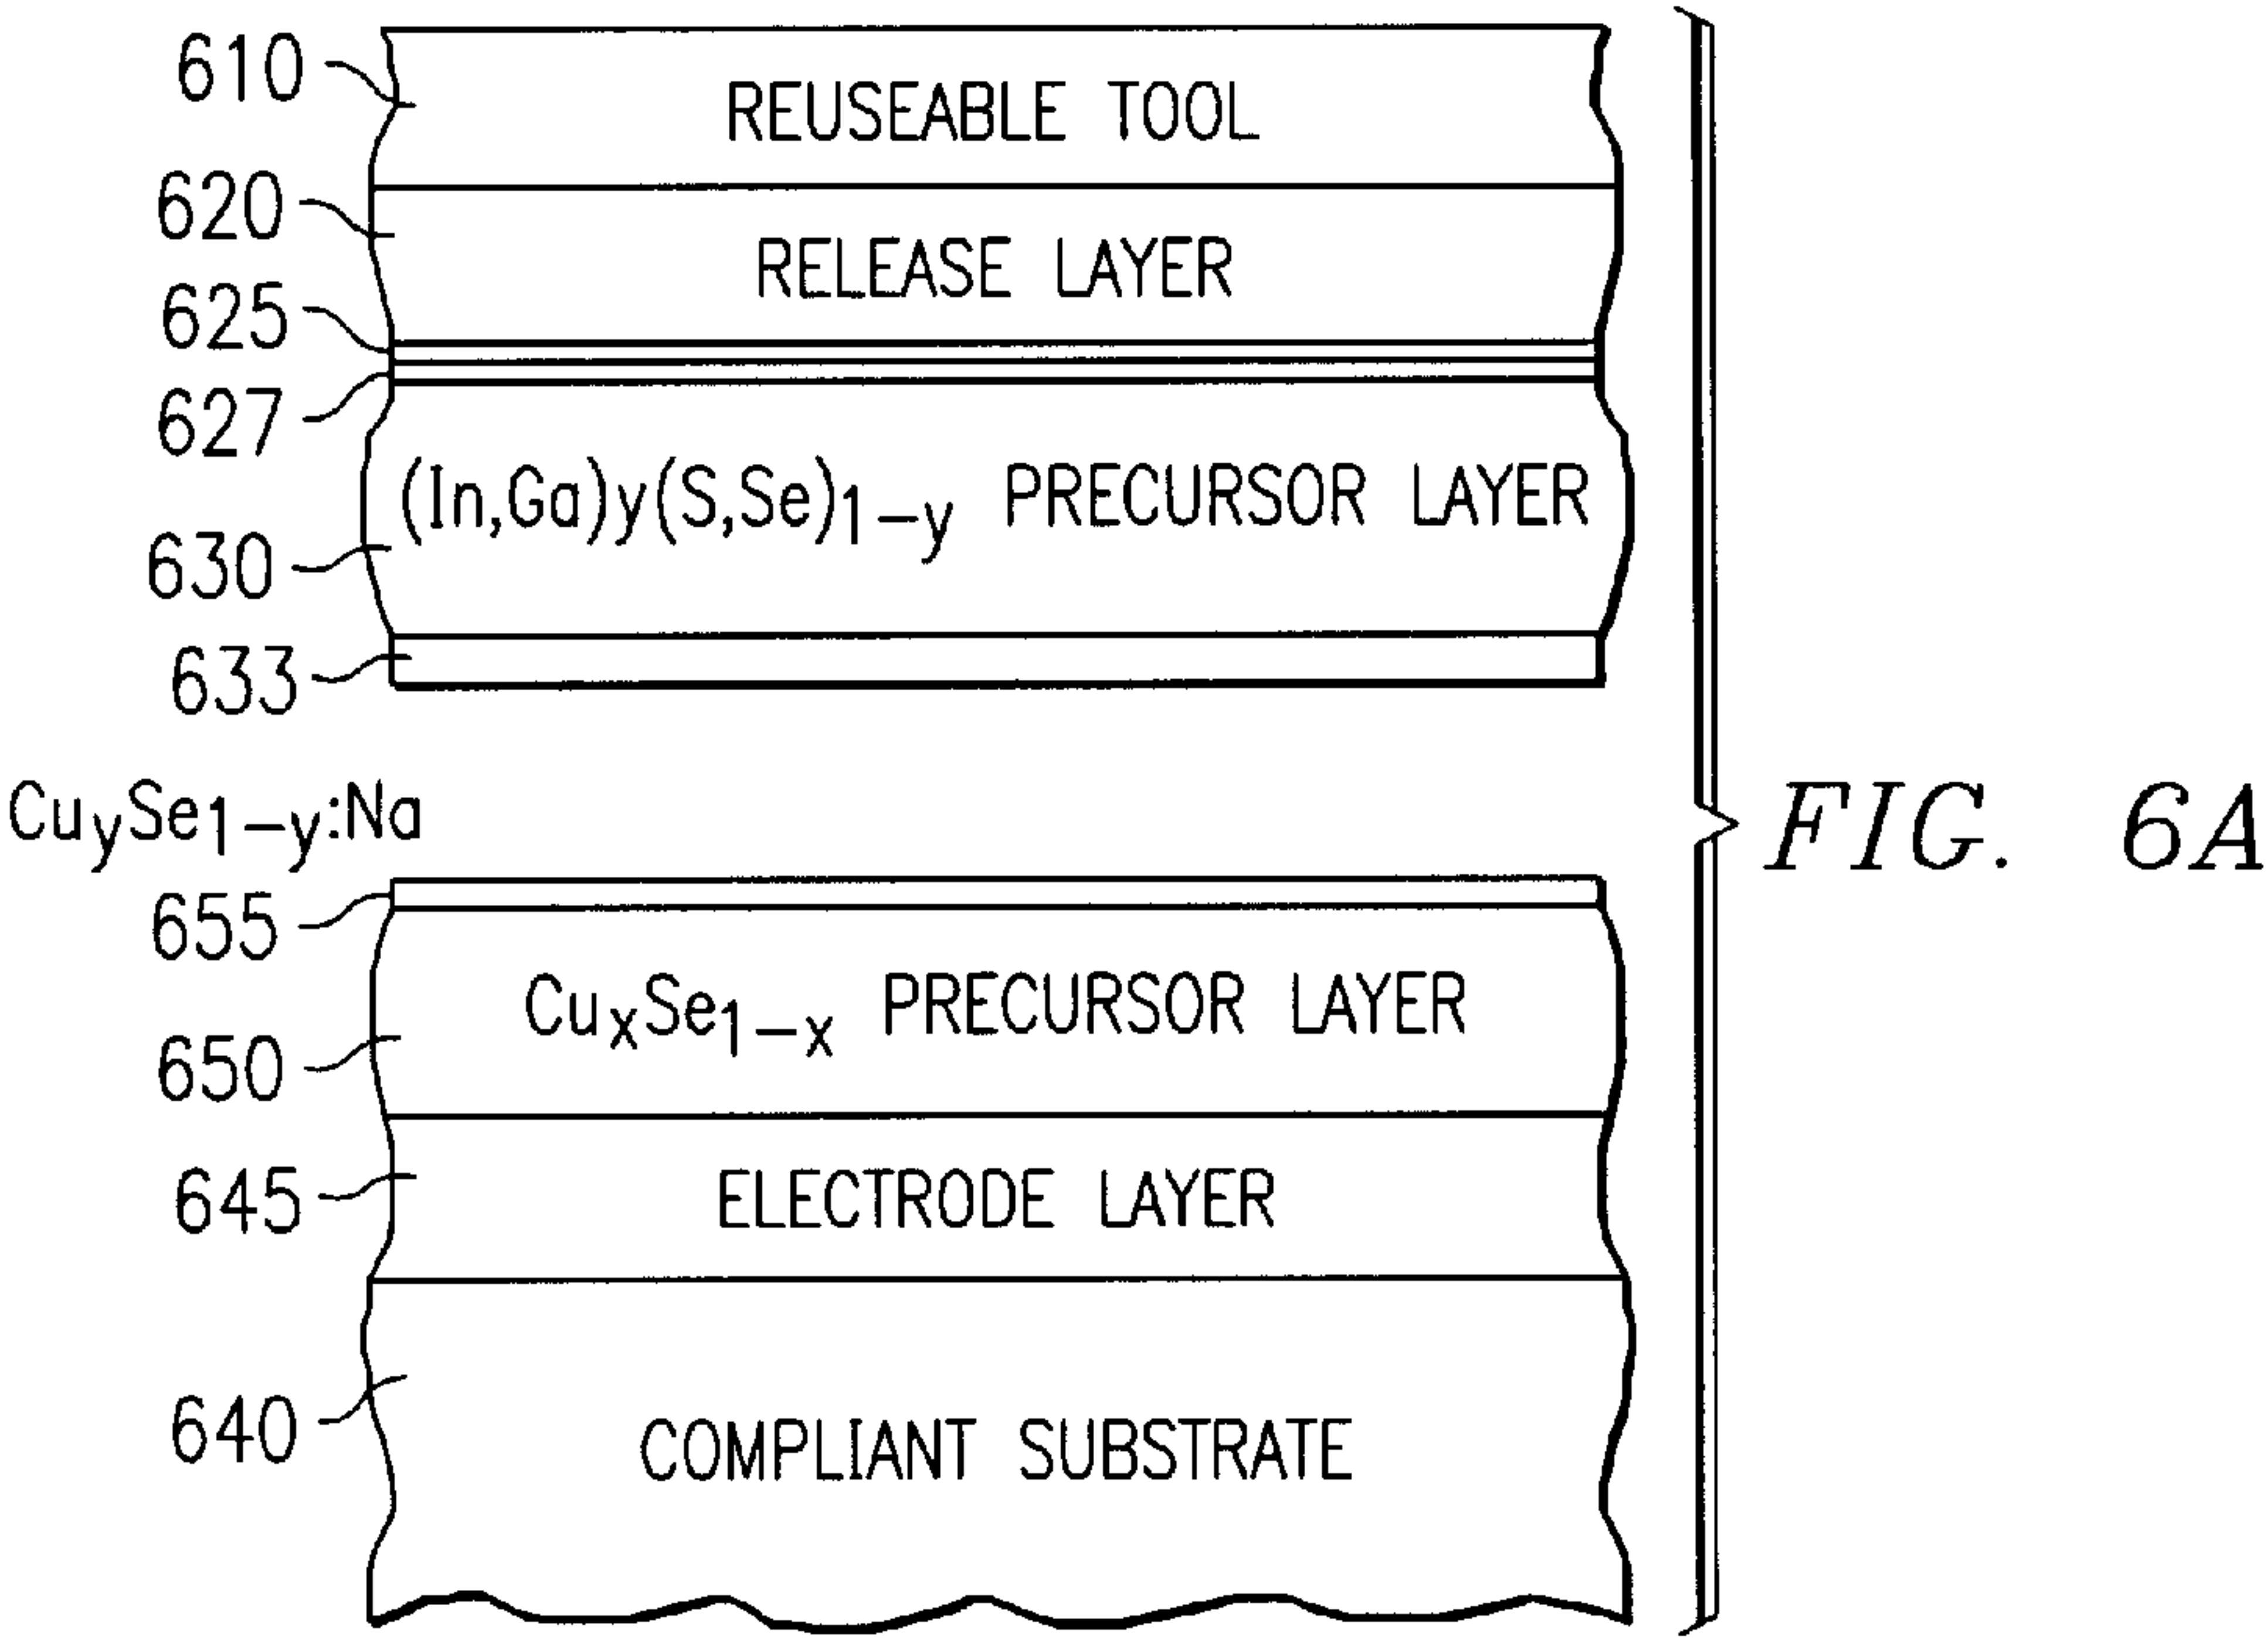 610
REUSEABLE TOOL
620
RELEASE LAYER
625
627
(In,Ga)y(S,Se)1-y PRECURSOR LAYER
630
633
CuySe1-y:Na
FIG. 6A
655
CuxSe1-x PRECURSOR LAYER
650
645
ELECTRODE LAYER
640
COMPLIANT SUBSTRATE